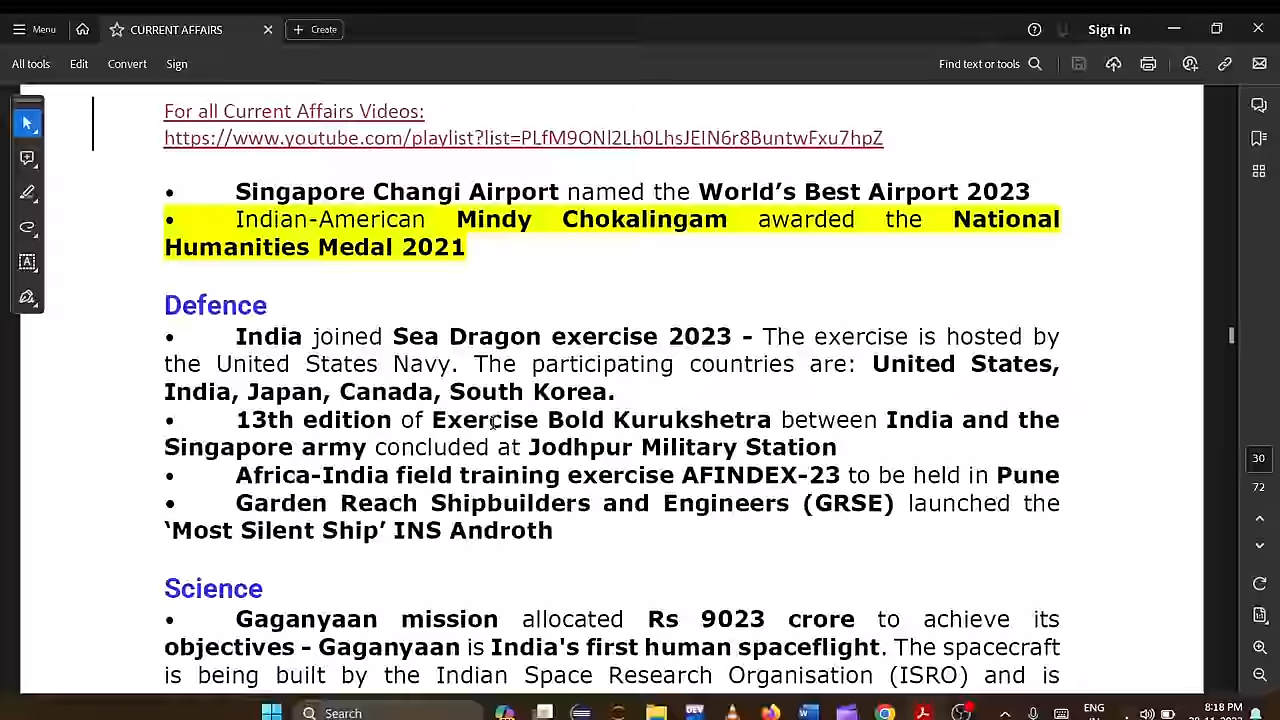 Menu
CURRENT AFFAIRS
Create
Sign in
All tools
Edit
Convert
Sign
Find text or tools
For all Current Affairs Videos:
https://www.youtube.com/playlist?list=PLfM9ONl2Lh0LhsJEIN6r8BuntwFxu7hpZ
• Singapore Changi Airport named the World’s Best Airport 2023
• Indian-American Mindy Chokalingam awarded the National
Humanities Medal 2021
Defence
• India joined Sea Dragon exercise 2023 - The exercise is hosted by
the United States Navy. The participating countries are: United States,
India, Japan, Canada, South Korea.
• 13th edition of Exercise Bold Kurukshetra between India and the
Singapore army concluded at Jodhpur Military Station
• Africa-India field training exercise AFINDEX-23 to be held in Pune
• Garden Reach Shipbuilders and Engineers (GRSE) launched the
‘Most Silent Ship’ INS Androth
Science
• Gaganyaan mission allocated Rs 9023 crore to achieve its
objectives - Gaganyaan is India's first human spaceflight. The spacecraft
is being built by the Indian Space Research Organisation (ISRO) and is
30
72
Search
ENG
IN
8:18 PM